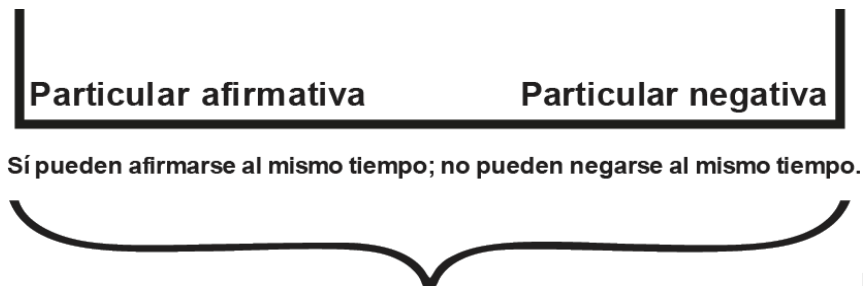 Particular afirmativa Particular negativa
Sí pueden afirmarse al mismo tiempo; no pueden negarse al mismo tiempo.